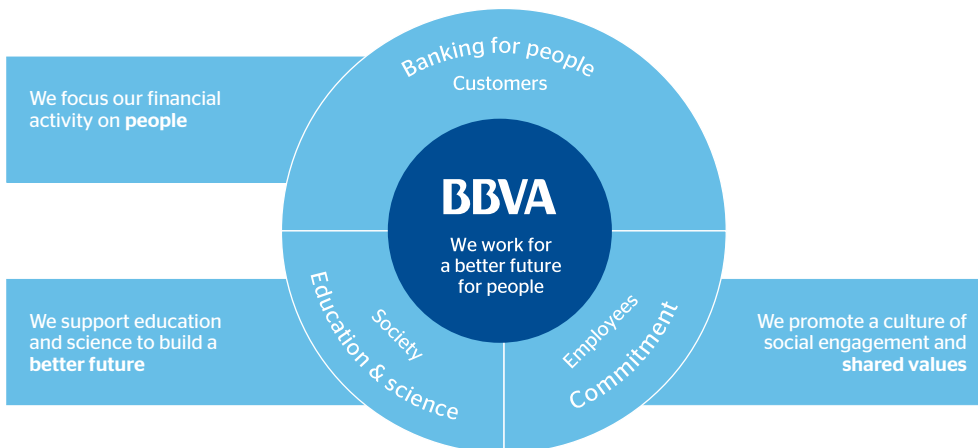 Banking for people
Customers
We focus our financial
activity on people
BBVA
We work for
a better future
for people
Education & science
Society
Employees
Commitment
We support education
and science to build a
better future
We promote a culture of
social engagement and
shared values